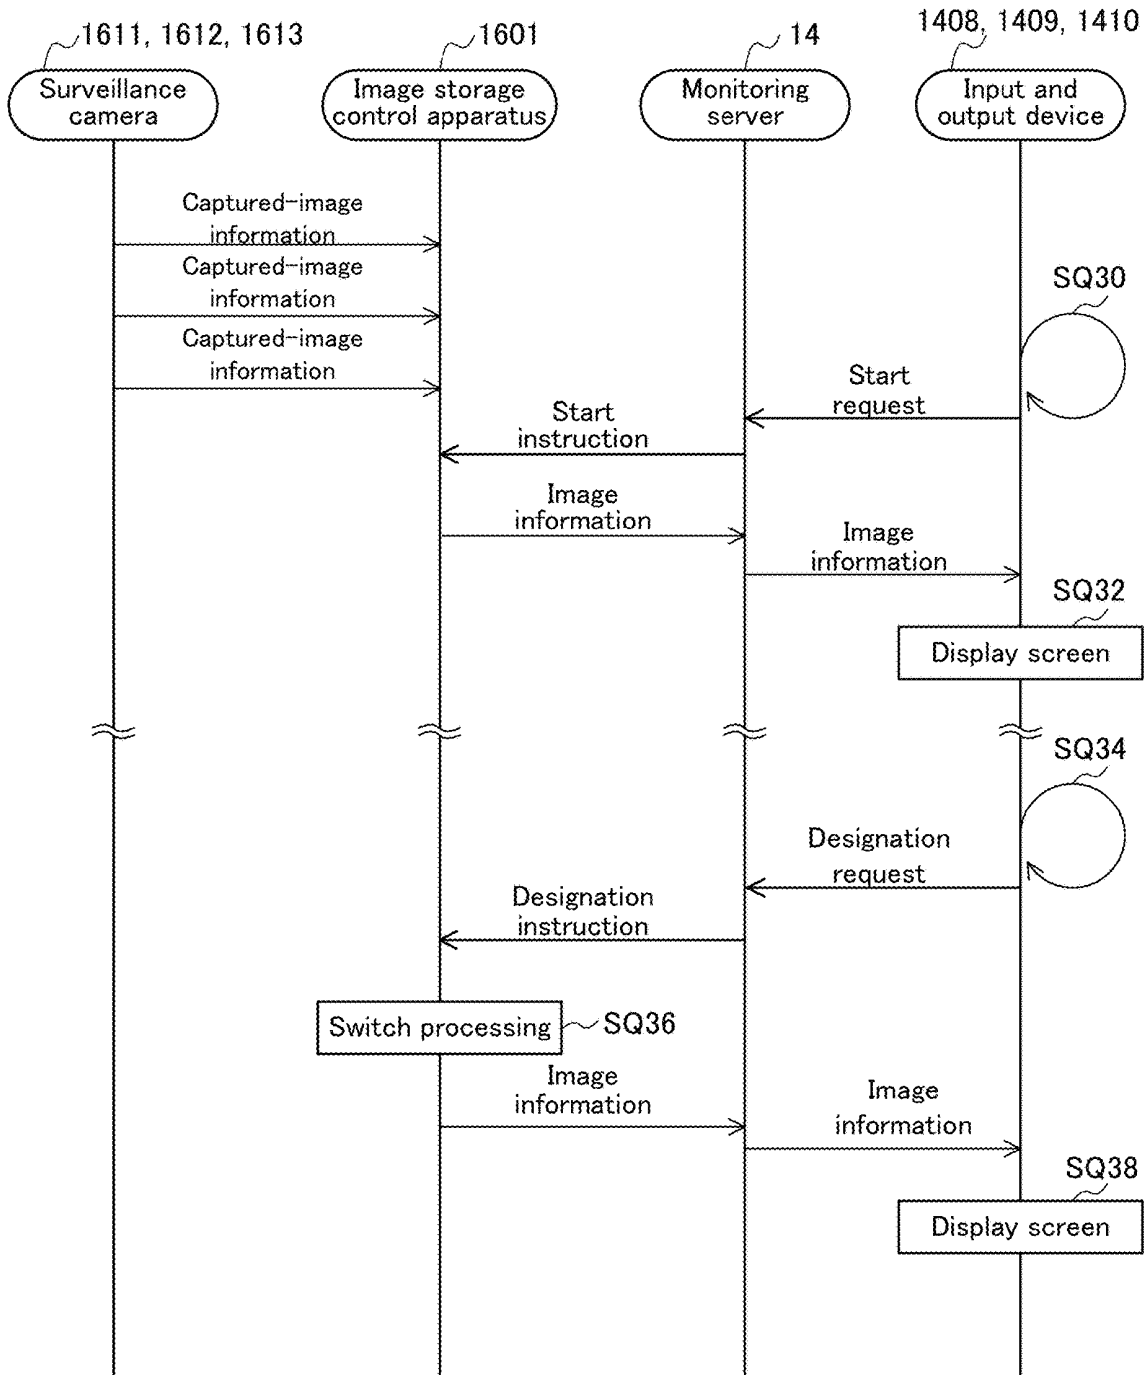 1611, 1612, 1613
1601
14
1408, 1409, 1410
Surveillance
camera
Image storage
control apparatus
Monitoring
server
Input and
output device
Captured-image
information
Captured-image
information
Captured-image
information
SQ30
Start
request
Start
instruction
Image
information
Image
information
SQ32
Display screen
SQ34
Designation
request
Designation
instruction
Switch processing
SQ36
Image
information
Image
information
SQ38
Display screen